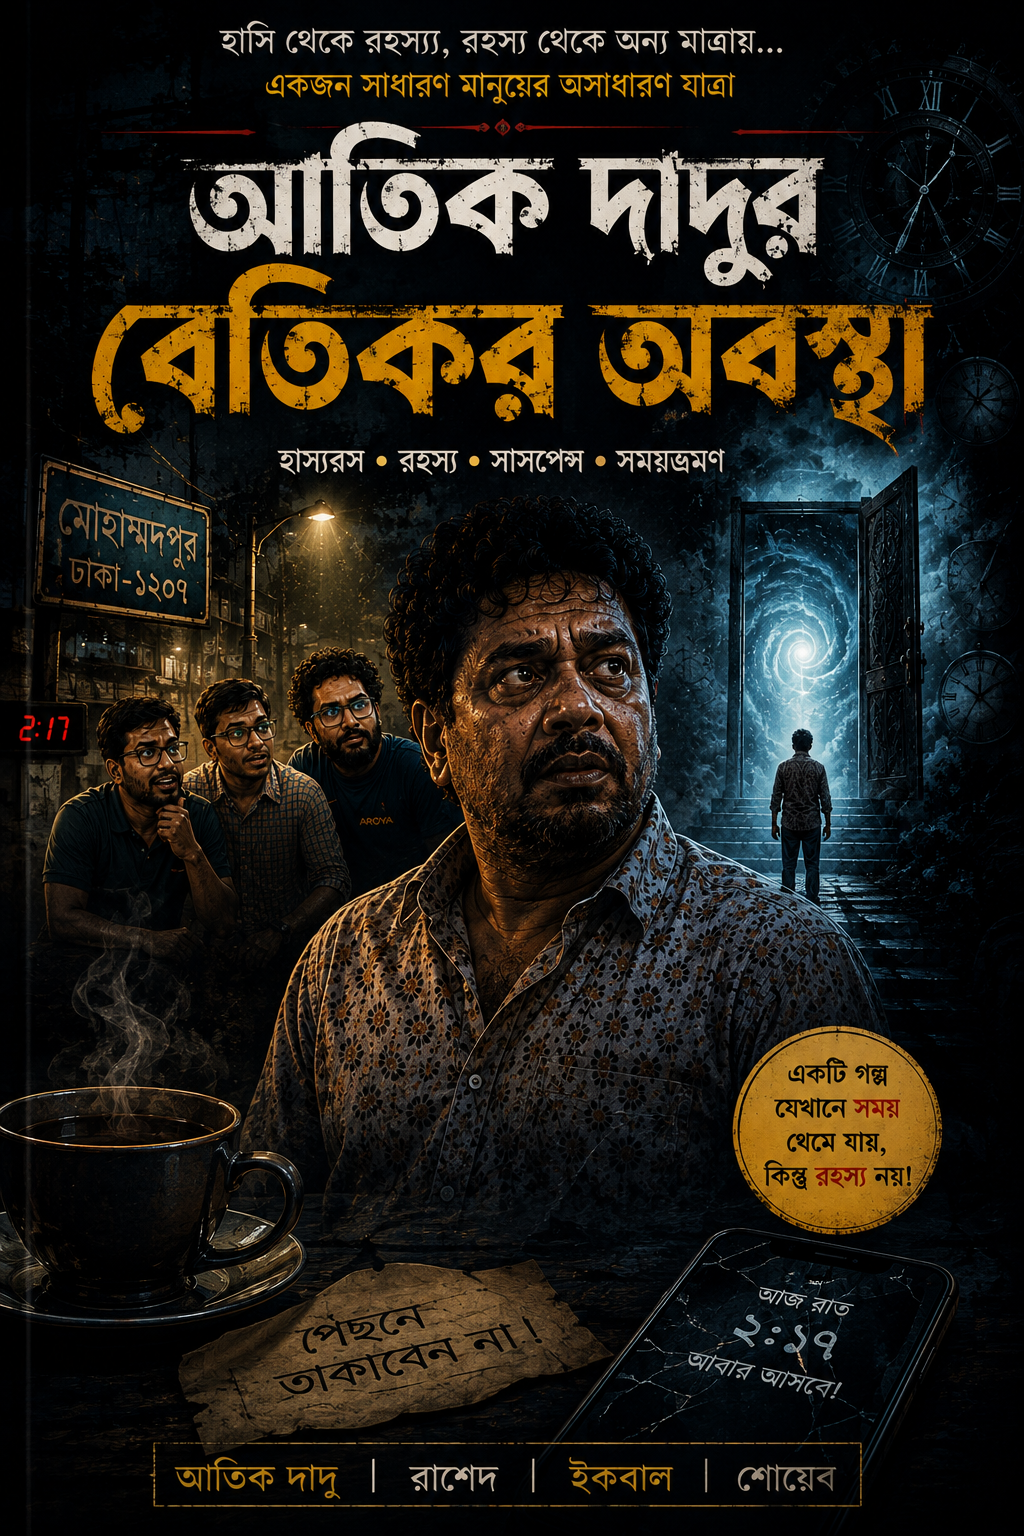 হাসি থেকে রহস্য্য, রহস্য থেকে অন্য মাত্রায়...
একজন সাধারণ মানুয়ের অসাধারণ যাত্রা
আতিক দাদুর
বেতিকর অবস্থা
হাস্যরস • রহস্য • সাসপেন্স • সময়ভ্রমণ
মোহাম্মদপুর
ঢাকা-১২০৭
2:17
AROYA
একটি গল্প
যেখানে সময়
থেমে যায়,
কিন্তু রহস্য নয়!
পেছনে
তাকাবেন না!
আজ রাত
২:১৭
আবার আসবে!
আতিক দাদু | রাশেদ | ইকবাল | শোয়েব